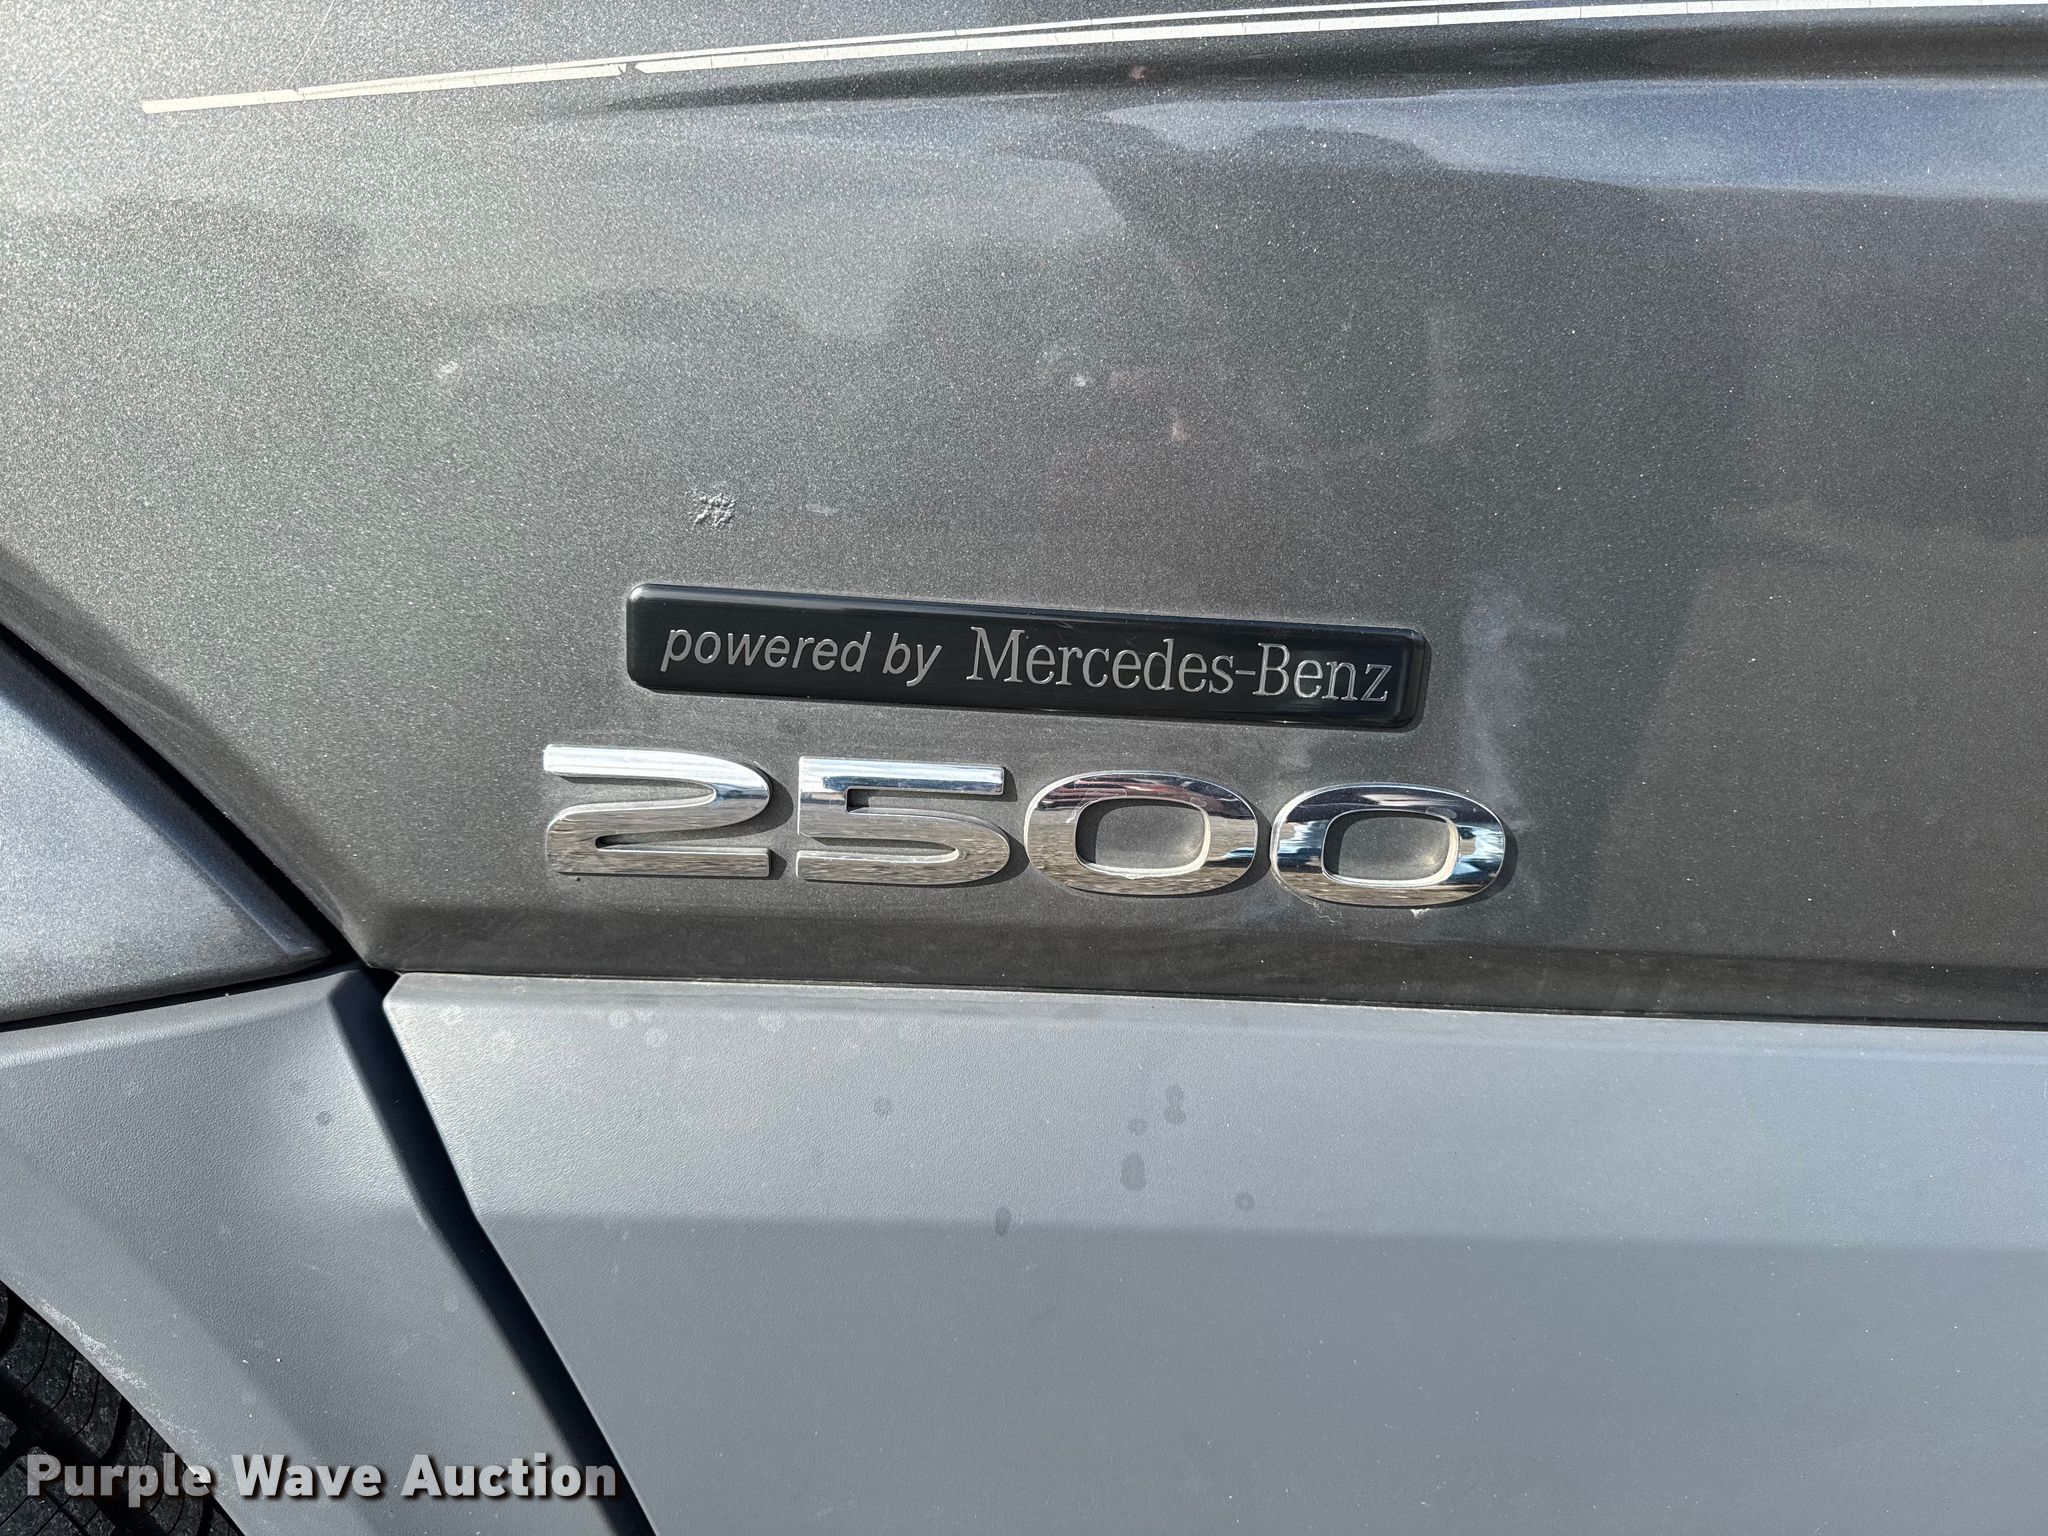 powered by Mercedes-Benz
2500
Purple Wave Auction